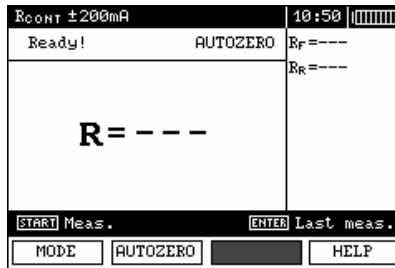 RCONT ±200mA 10:50
Ready! AUTOZERO RF=---
RR=---
R=---
START Meas. ENTER Last meas.
MODE AUTOZERO HELP